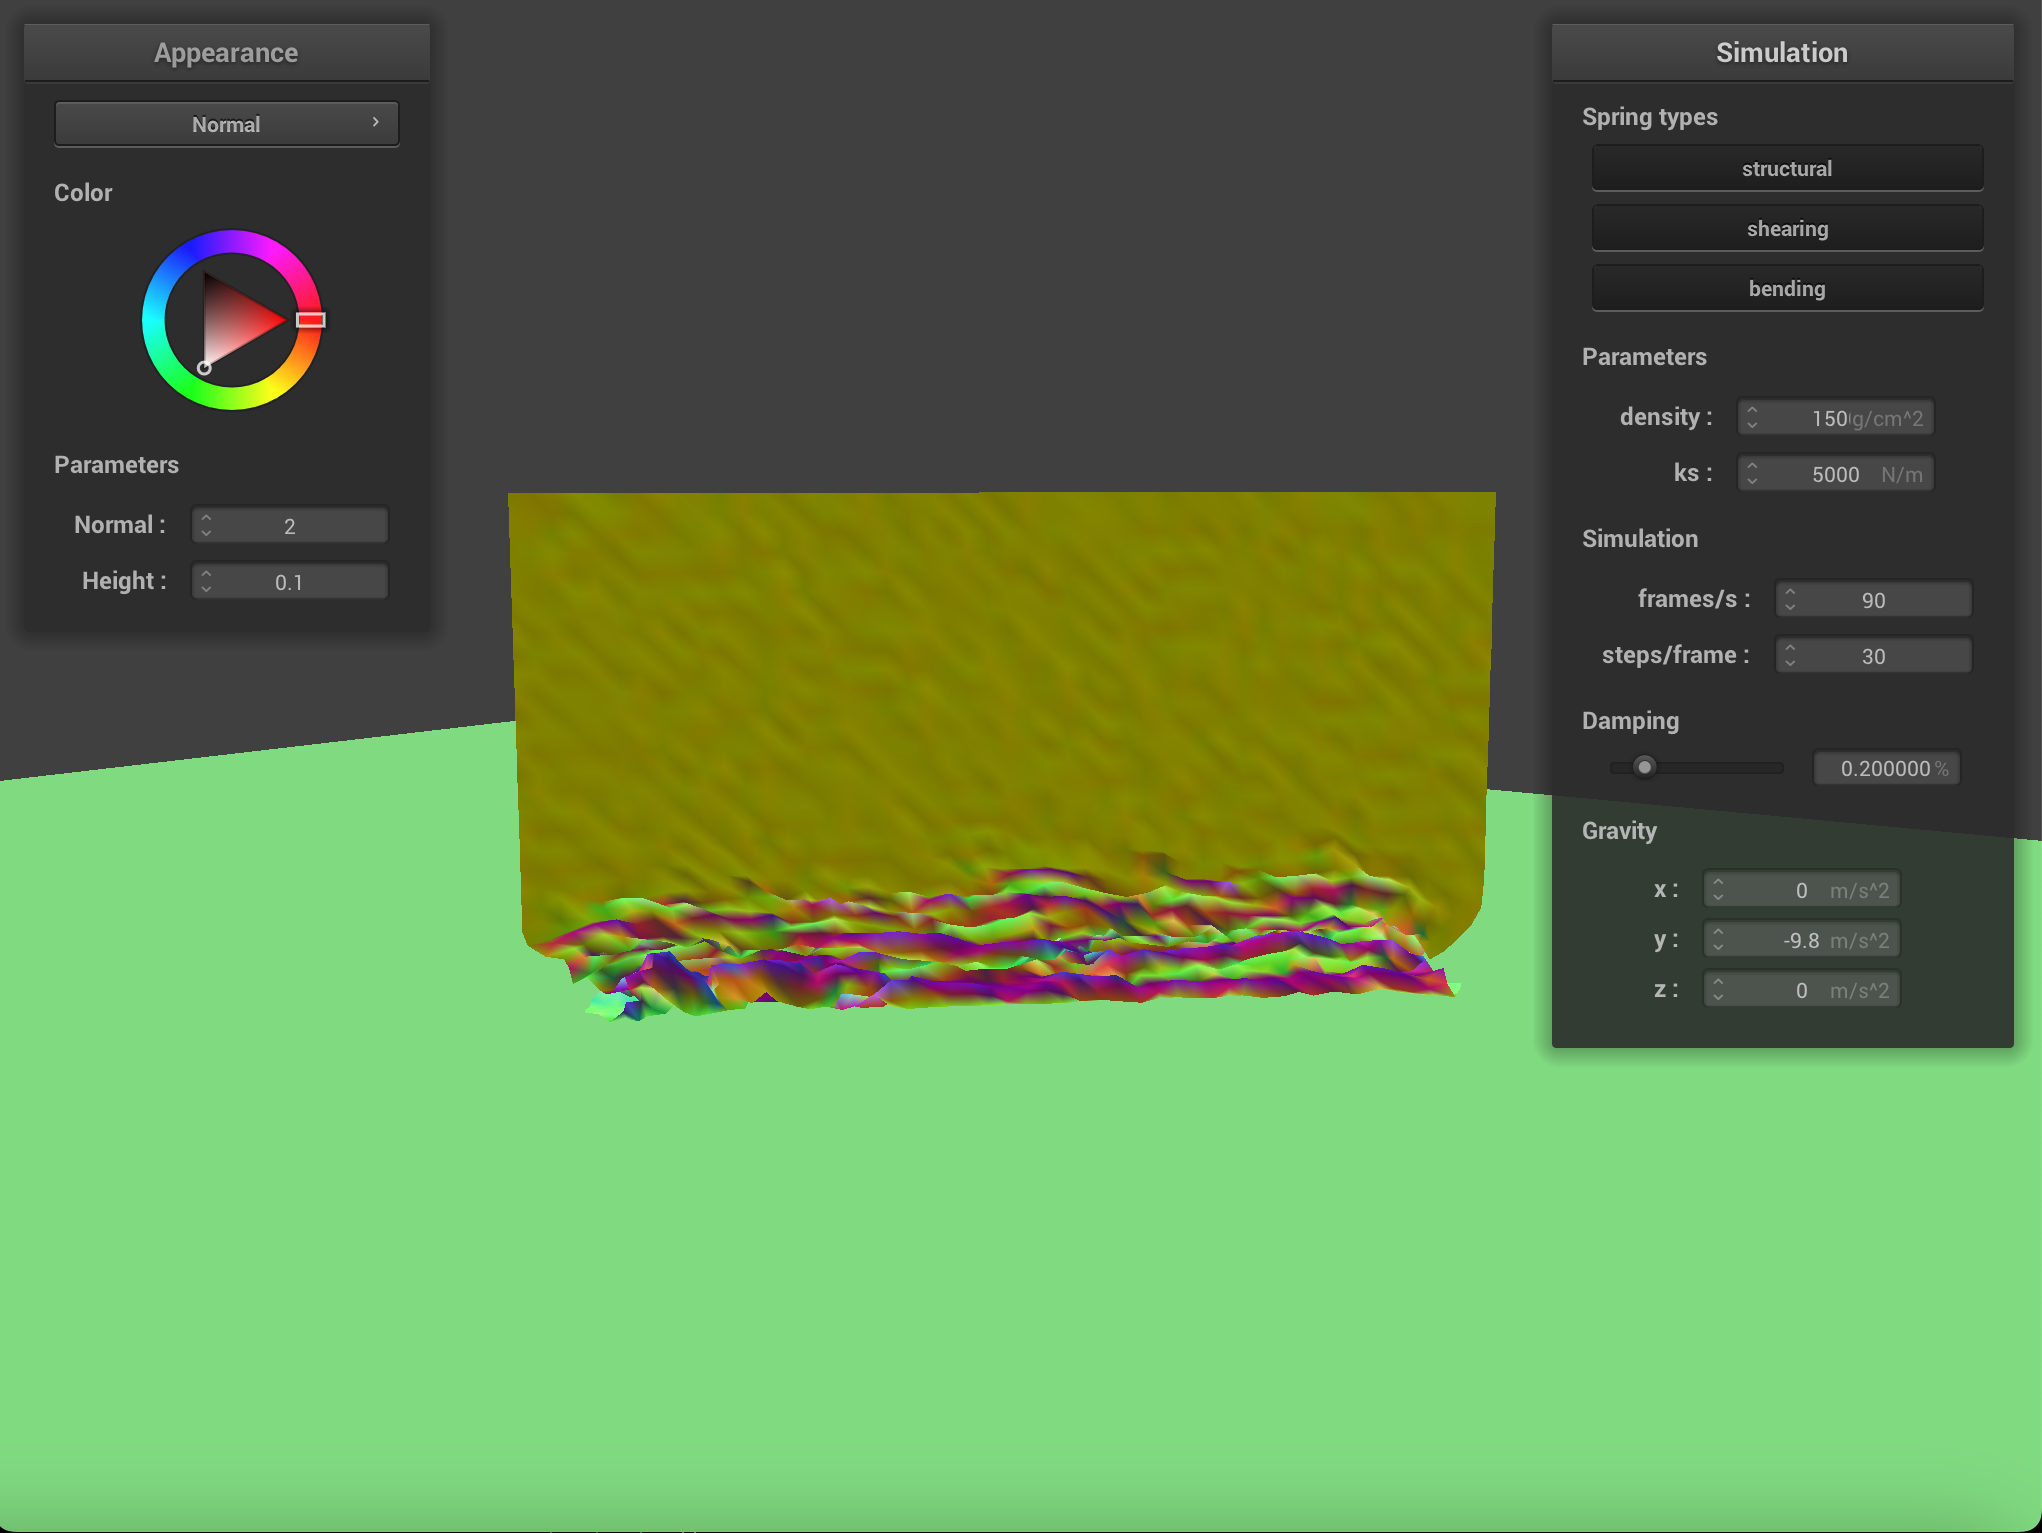 Appearance
Normal
Color
Parameters
Normal : 2
Height : 0.1
Simulation
Spring types
structural
shearing
bending
Parameters
density : 150 g/cm^2
ks : 5000 N/m
Simulation
frames/s : 90
steps/frame : 30
Damping
0.200000 %
Gravity
x : 0 m/s^2
y : -9.8 m/s^2
z : 0 m/s^2